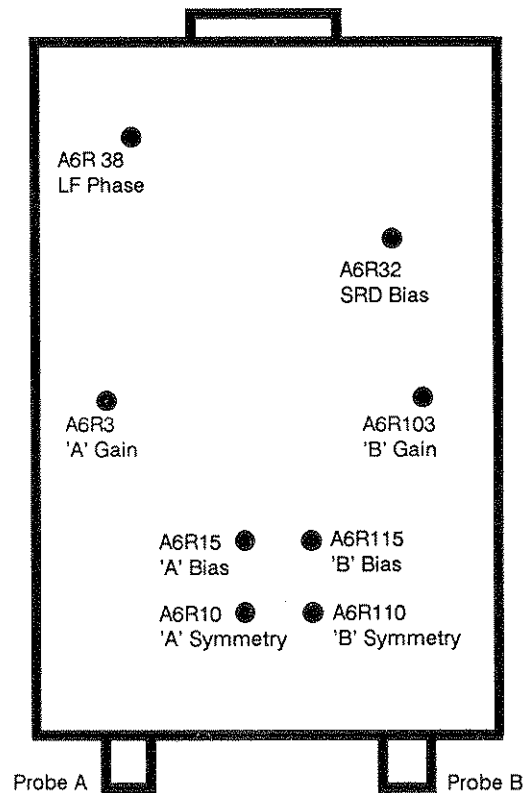 A6R 38
LF Phase
A6R32
SRD Bias
A6R3
'A' Gain
A6R103
'B' Gain
A6R15
'A' Bias
A6R115
'B' Bias
A6R10
'A' Symmetry
A6R110
'B' Symmetry
Probe A
Probe B